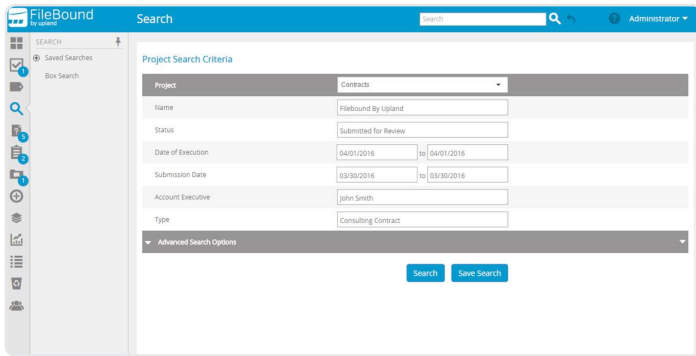 FileBound
by upland
Search
Search
?
Administrator
SEARCH
Saved Searches
Box Search
1
5
2
1
Project Search Criteria
Project Contracts
Name Filebound By Upland
Status Submitted for Review
Date of Execution 04/01/2016 to 04/01/2016
Submission Date 03/30/2016 to 03/30/2016
Account Executive John Smith
Type Consulting Contract
Advanced Search Options
Search Save Search